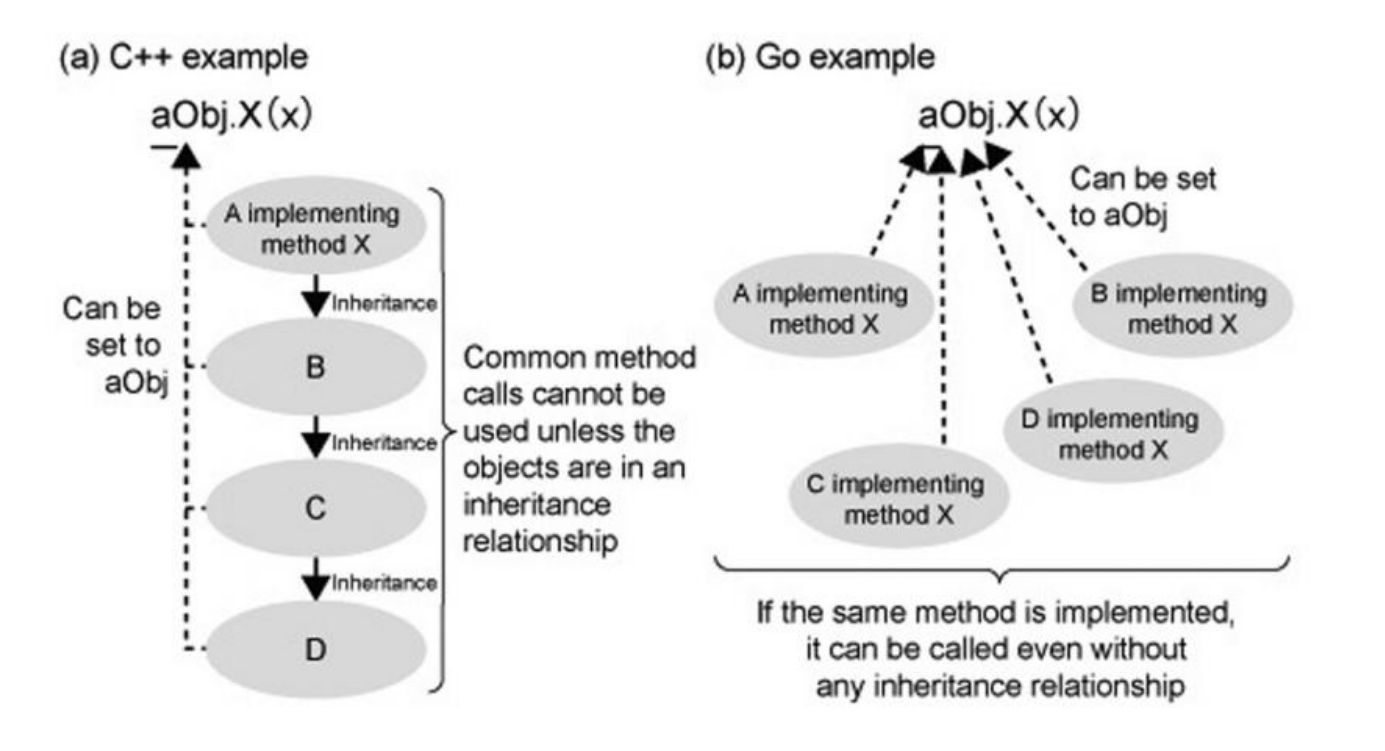 (a) C++ example
aObj.X(x)
A implementing
method X
Inheritance
B
Inheritance
C
Inheritance
D
Can be
set to
aObj
Common method
calls cannot be
used unless the
objects are in an
inheritance
relationship
(b) Go example
aObj.X(x)
Can be set
to aObj
A implementing
method X
B implementing
method X
D implementing
method X
C implementing
method X
If the same method is implemented,
it can be called even without
any inheritance relationship